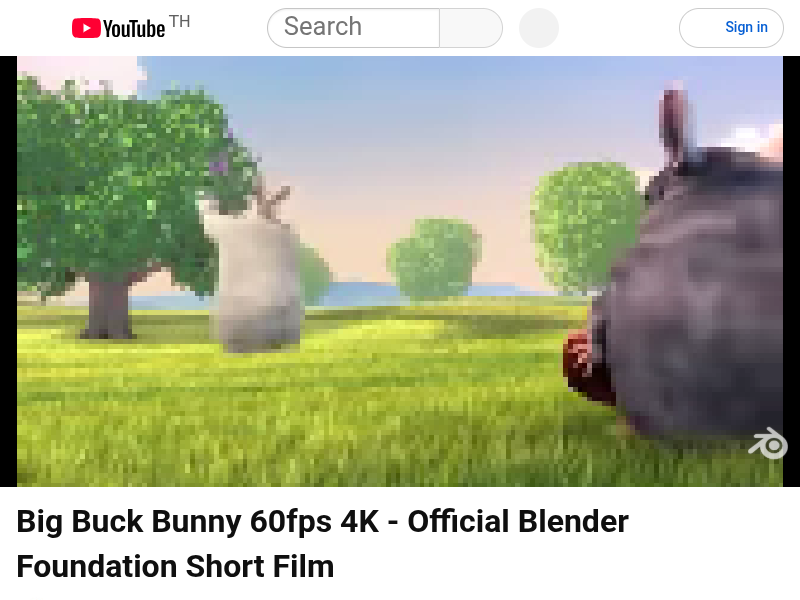 YouTube TH
Search
Sign in
Big Buck Bunny 60fps 4K - Official Blender
Foundation Short Film